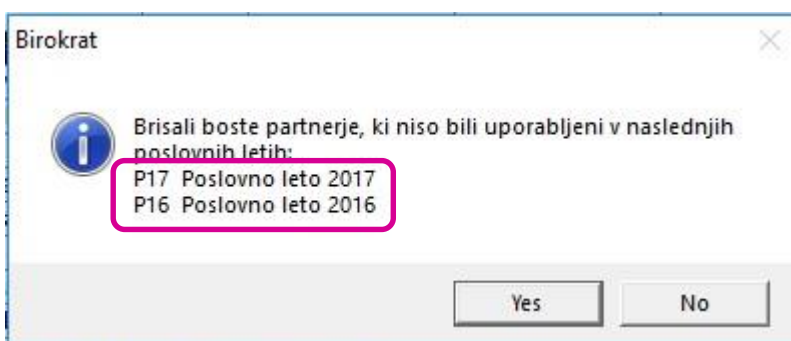 Birokrat
Brisali boste partnerje, ki niso bili uporabljeni v naslednjih
poslovnih letih:
P17 Poslovno leto 2017
P16 Poslovno leto 2016
Yes
No